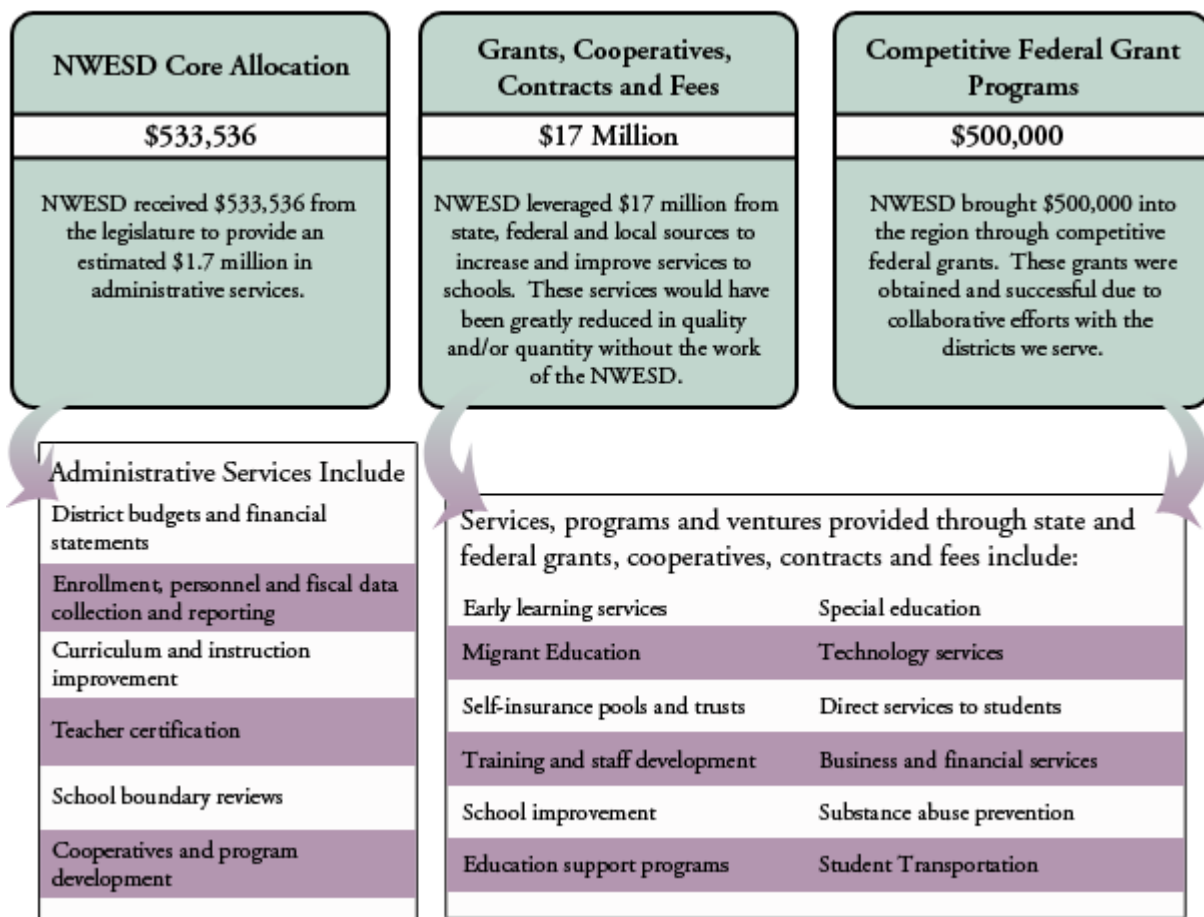 NWESD Core Allocation
$533,536
NWESD received $533,536 from
the legislature to provide an
estimated $1.7 million in
administrative services.
Grants, Cooperatives,
Contracts and Fees
$17 Million
NWESD leveraged $17 million from
state, federal and local sources to
increase and improve services to
schools. These services would have
been greatly reduced in quality
and/or quantity without the work
of the NWESD.
Competitive Federal Grant
Programs
$500,000
NWESD brought $500,000 into
the region through competitive
federal grants. These grants were
obtained and successful due to
collaborative efforts with the
districts we serve.
Administrative Services Include
District budgets and financial
statements
Enrollment, personnel and fiscal data
collection and reporting
Curriculum and instruction
improvement
Teacher certification
School boundary reviews
Cooperatives and program
development
Services, programs and ventures provided through state and
federal grants, cooperatives, contracts and fees include:
Early learning services
Special education
Migrant Education
Technology services
Self-insurance pools and trusts
Direct services to students
Training and staff development
Business and financial services
School improvement
Substance abuse prevention
Education support programs
Student Transportation